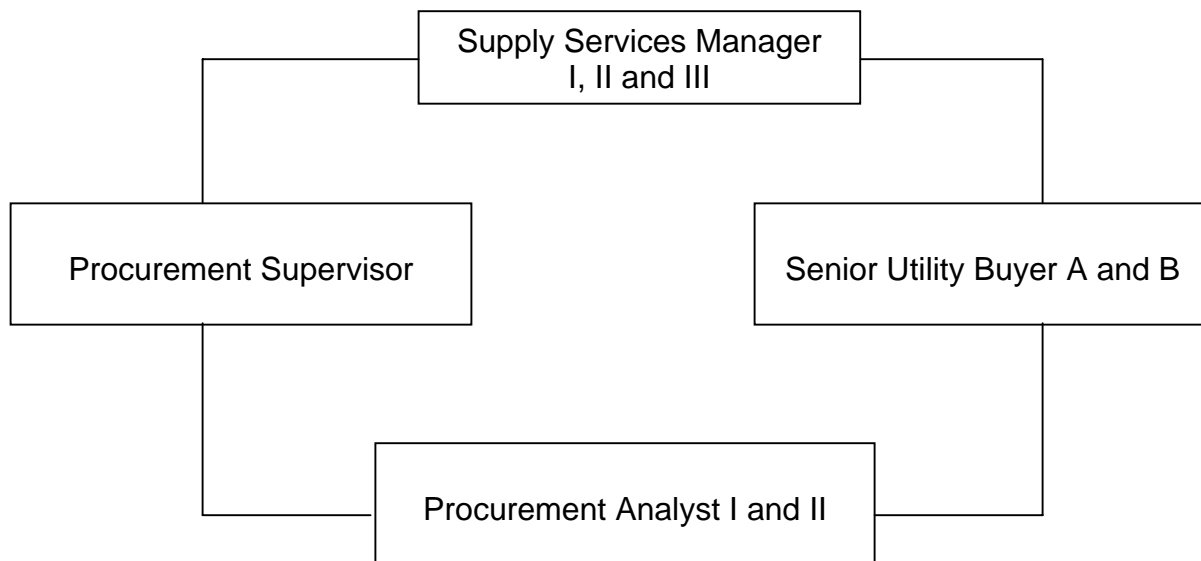 Supply Services Manager
I, II and III
Procurement Supervisor
Senior Utility Buyer A and B
Procurement Analyst I and II